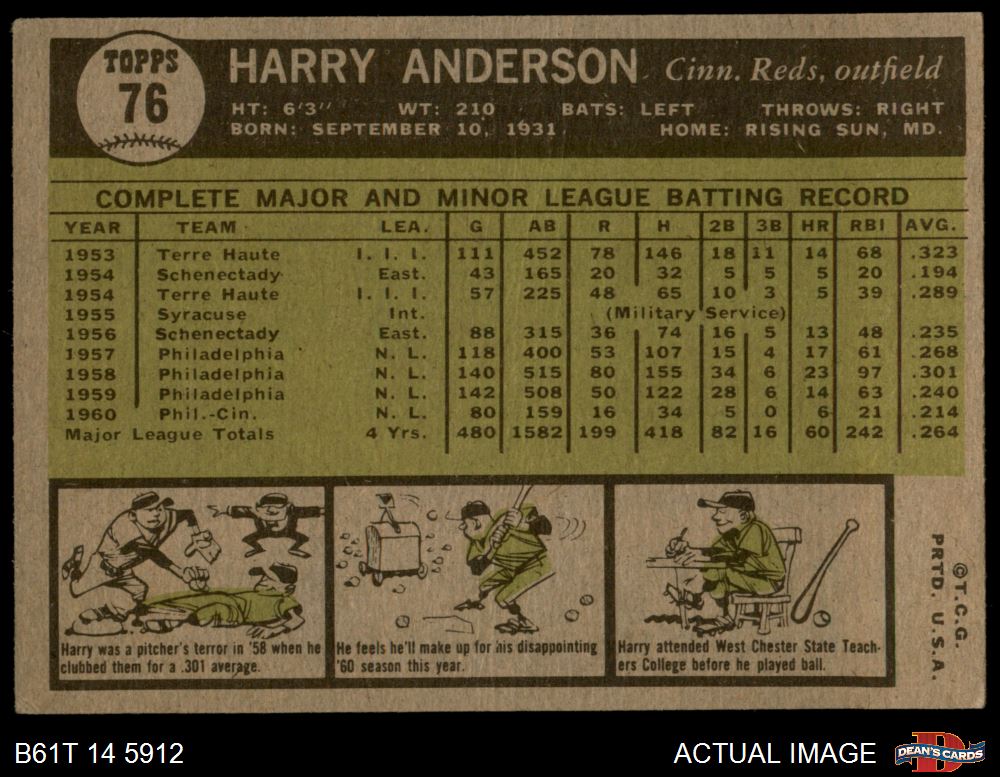 TOPPS
76
HARRY ANDERSON Cinn. Reds, outfield
HT: 6'3" WT: 210 BATS: LEFT THROWS: RIGHT
BORN: SEPTEMBER 10, 1931 HOME: RISING SUN, MD.
COMPLETE MAJOR AND MINOR LEAGUE BATTING RECORD
YEAR TEAM LEA. G AB R H 2B 3B HR RBI AVG.
1953 Terre Haute I. I. I. 111 452 78 146 18 11 14 68 .323
1954 Schenectady East. 43 165 20 32 5 5 5 20 .194
1954 Terre Haute I. I. I. 57 225 48 65 10 3 5 39 .289
1955 Syracuse Int. (Military Service)
1956 Schenectady East. 88 315 36 74 16 5 13 48 .235
1957 Philadelphia N. L. 118 400 53 107 15 4 17 61 .268
1958 Philadelphia N. L. 140 515 80 155 34 6 23 97 .301
1959 Philadelphia N. L. 142 508 50 122 28 6 14 63 .240
1960 Phil.-Cin. N. L. 80 159 16 34 5 0 6 21 .214
Major League Totals 4 Yrs. 480 1582 199 418 82 16 60 242 .264
Harry was a pitcher's terror in '58 when he
clubbed them for a .301 average.
He feels he'll make up for his disappointing
'60 season this year.
Harry attended West Chester State Teach-
ers College before he played ball.
©T.C.G.
PRTD. U.S.A.
B61T 14 5912
ACTUAL IMAGE
DEAN'S CARDS